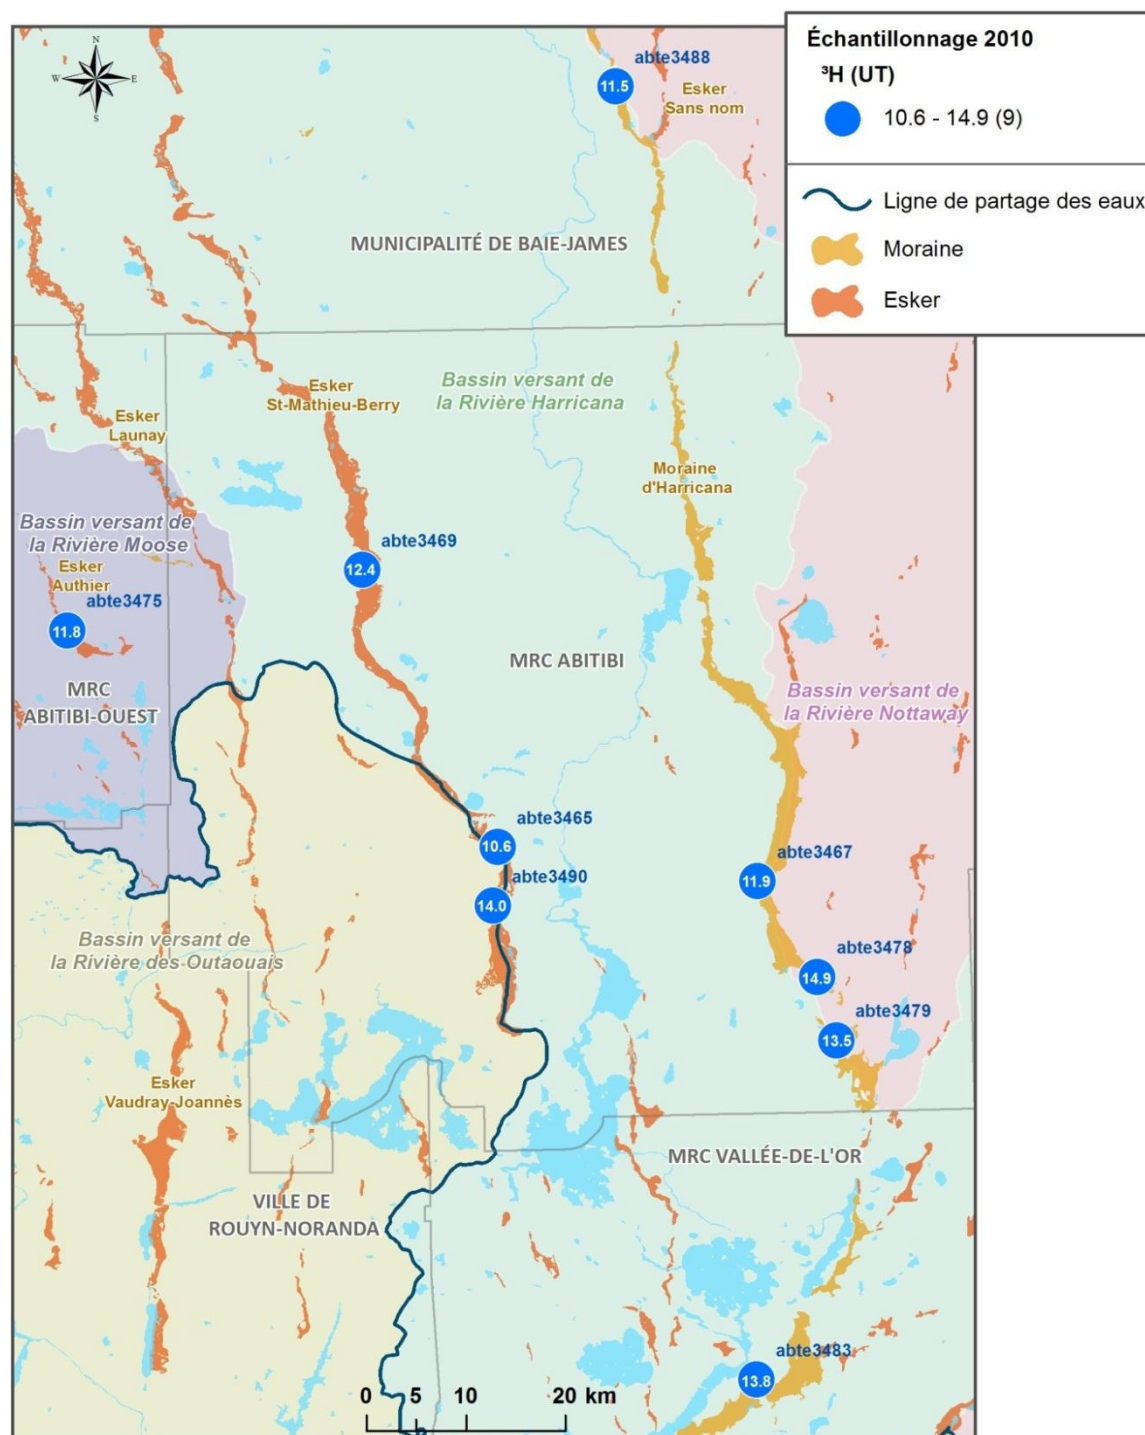 Échantillonnage 2010
³H (UT)
10.6 - 14.9 (9)
Ligne de partage des eaux
Moraine
Esker
N
W
E
S
abte3488
11.5
Esker
Sans nom
MUNICIPALITÉ DE BAIE-JAMES
Bassin versant de
la Rivière Harricana
Esker
St-Mathieu-Berry
Esker
Launay
Moraine
d'Harricana
Bassin versant de
la Rivière Moose
Esker
Authier
abte3475
11.8
abte3469
12.4
MRC
ABITIBI-OUEST
MRC ABITIBI
Bassin versant de
la Rivière Nottaway
abte3465
10.6
abte3490
14.0
abte3467
11.9
abte3478
14.9
abte3479
13.5
Bassin versant de
la Rivière des Outaouais
Esker
Vaudray-Joannès
MRC VALLÉE-DE-L'OR
VILLE DE
ROUYN-NORANDA
abte3483
13.8
0 5 10 20 km